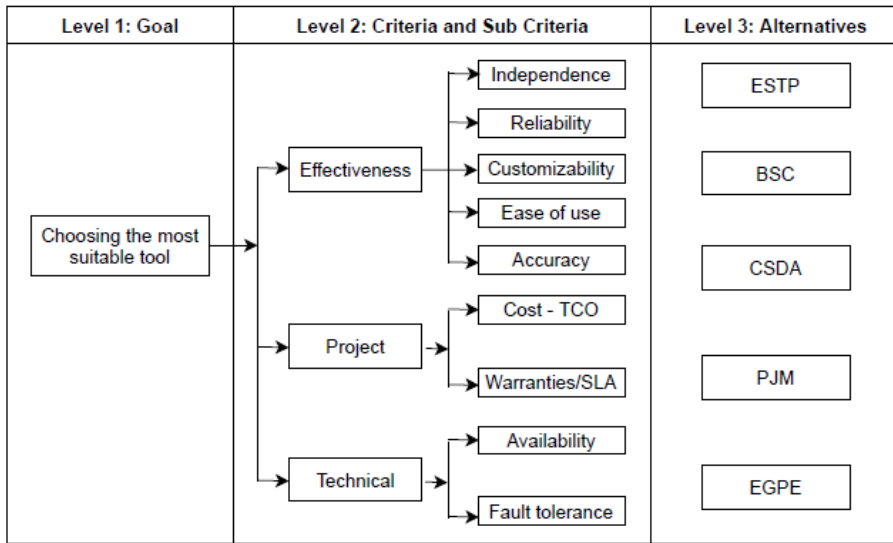 Level 1: Goal
Level 2: Criteria and Sub Criteria
Level 3: Alternatives
Choosing the most
suitable tool
Effectiveness
Independence
Reliability
Customizability
Ease of use
Accuracy
Project
Cost - TCO
Warranties/SLA
Technical
Availability
Fault tolerance
ESTP
BSC
CSDA
PJM
EGPE